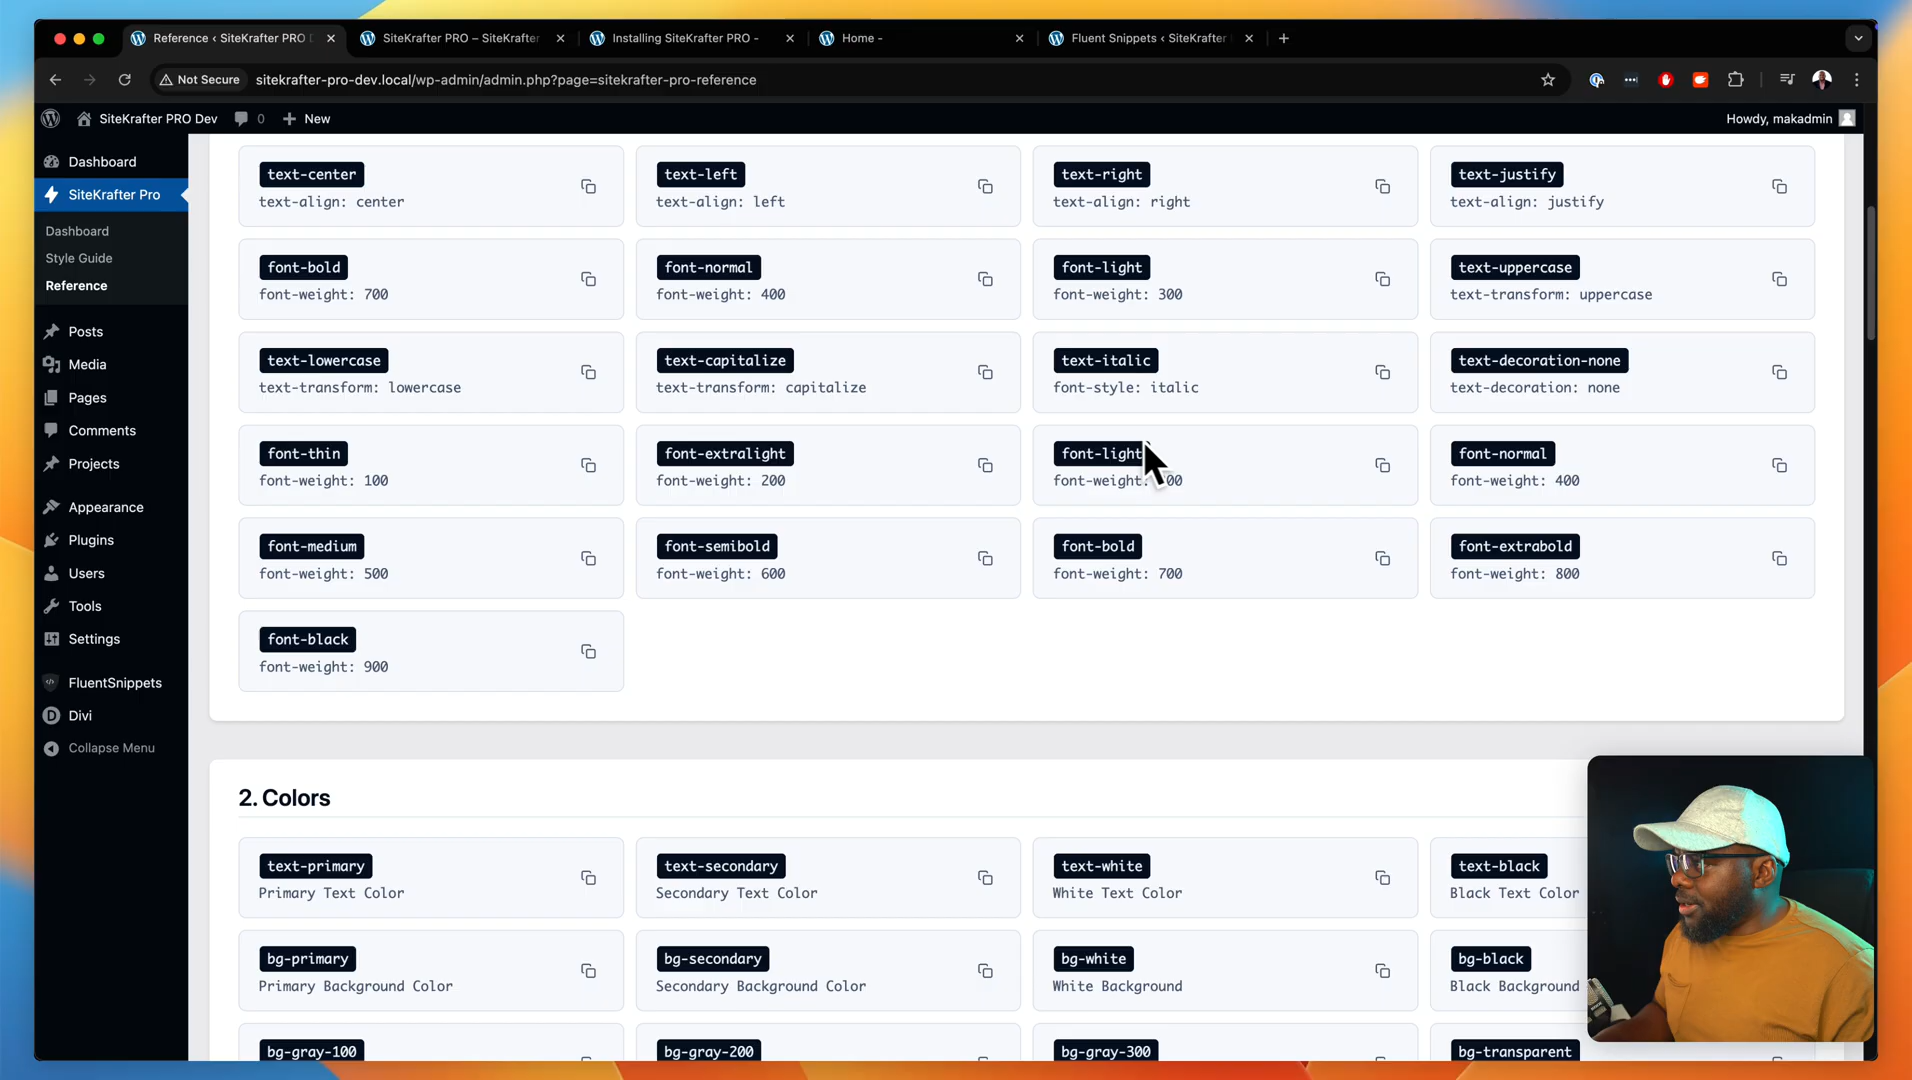 Reference ‹ SiteKrafter PRO D
SiteKrafter PRO – SiteKrafter
Installing SiteKrafter PRO -
Home -
Fluent Snippets ‹ SiteKrafter
Not Secure
sitekrafter-pro-dev.local/wp-admin/admin.php?page=sitekrafter-pro-reference
SiteKrafter PRO Dev
0
New
Howdy, makadmin
Dashboard
SiteKrafter Pro
Dashboard
Style Guide
Reference
Posts
Media
Pages
Comments
Projects
Appearance
Plugins
Users
Tools
Settings
FluentSnippets
Divi
Collapse Menu
text-center
text-align: center
text-left
text-align: left
text-right
text-align: right
text-justify
text-align: justify
font-bold
font-weight: 700
font-normal
font-weight: 400
font-light
font-weight: 300
text-uppercase
text-transform: uppercase
text-lowercase
text-transform: lowercase
text-capitalize
text-transform: capitalize
text-italic
font-style: italic
text-decoration-none
text-decoration: none
font-thin
font-weight: 100
font-extralight
font-weight: 200
font-light
font-weight: 00
font-normal
font-weight: 400
font-medium
font-weight: 500
font-semibold
font-weight: 600
font-bold
font-weight: 700
font-extrabold
font-weight: 800
font-black
font-weight: 900
2. Colors
text-primary
Primary Text Color
text-secondary
Secondary Text Color
text-white
White Text Color
text-black
Black Text Color
bg-primary
Primary Background Color
bg-secondary
Secondary Background Color
bg-white
White Background
bg-black
Black Background
bg-gray-100
bg-gray-200
bg-gray-300
bg-transparent